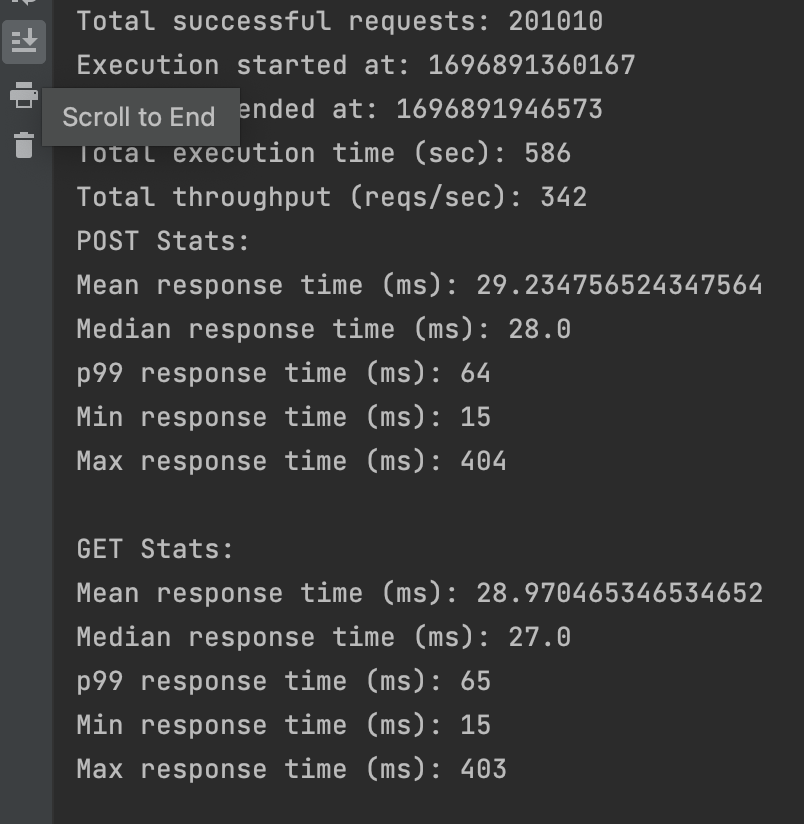 Total successful requests: 201010
Execution started at: 1696891360167
Scroll to End
ended at: 1696891946573
Total execution time (sec): 586
Total throughput (reqs/sec): 342
POST Stats:
Mean response time (ms): 29.234756524347564
Median response time (ms): 28.0
p99 response time (ms): 64
Min response time (ms): 15
Max response time (ms): 404
GET Stats:
Mean response time (ms): 28.970465346534652
Median response time (ms): 27.0
p99 response time (ms): 65
Min response time (ms): 15
Max response time (ms): 403